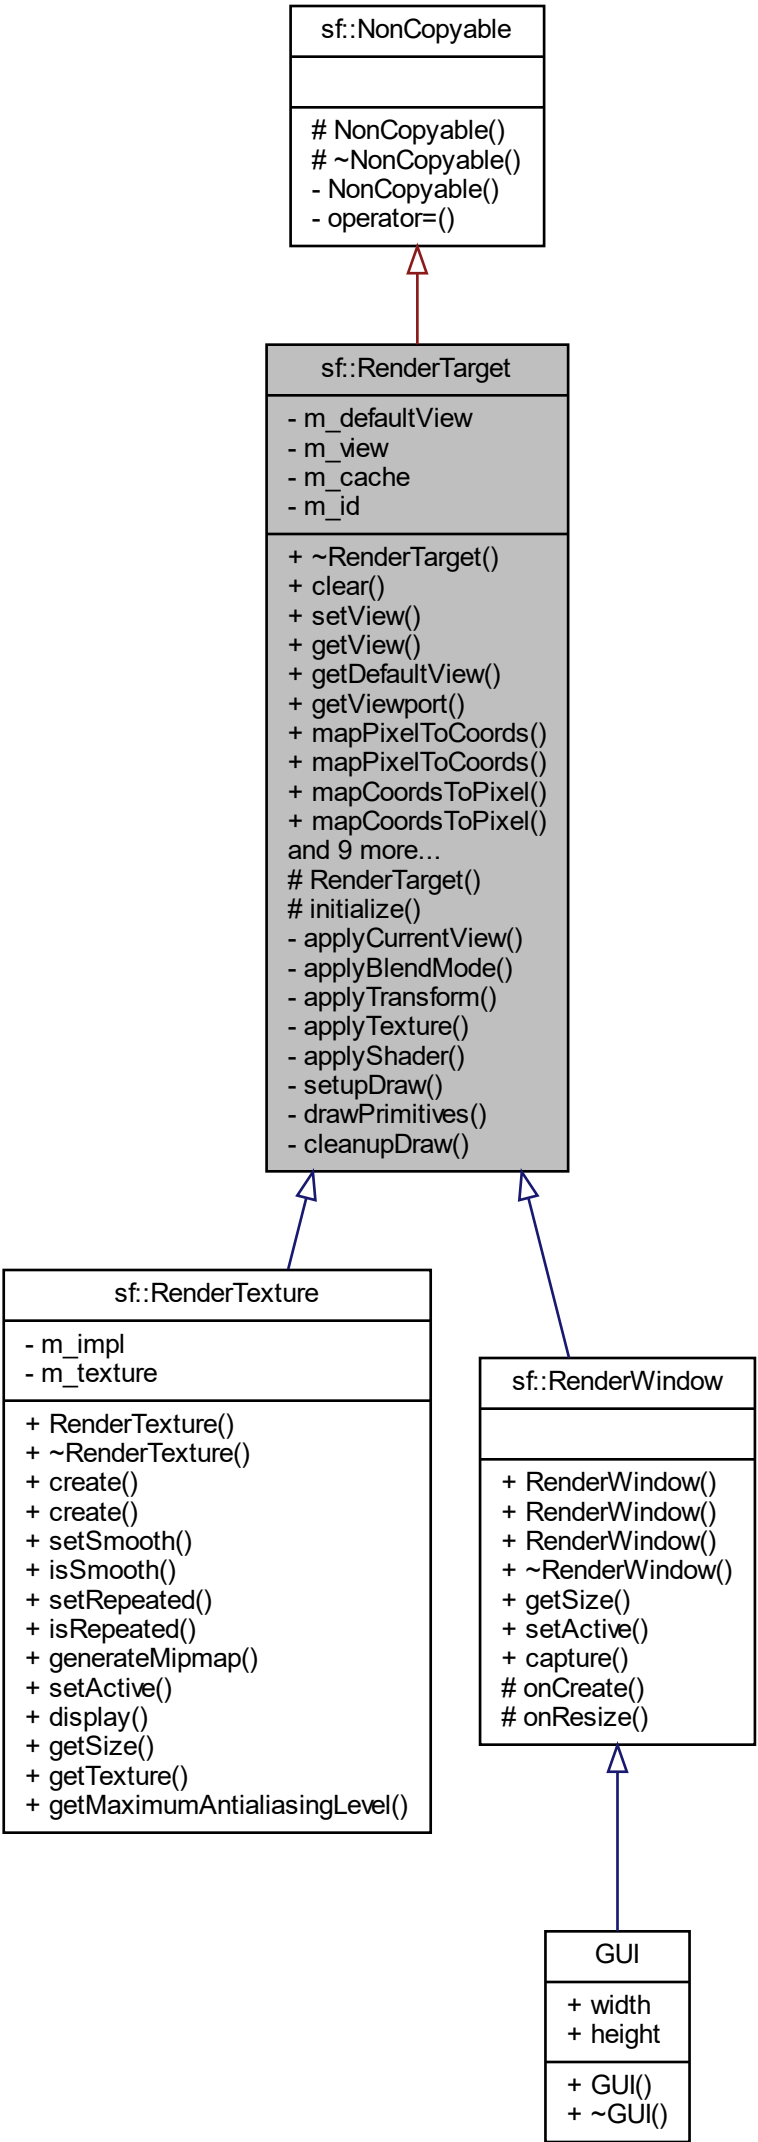 sf::NonCopyable
# NonCopyable()
# ~NonCopyable()
- NonCopyable()
- operator=()
sf::RenderTarget
- m_defaultView
- m_view
- m_cache
- m_id
+ ~RenderTarget()
+ clear()
+ setView()
+ getView()
+ getDefaultView()
+ getViewport()
+ mapPixelToCoords()
+ mapPixelToCoords()
+ mapCoordsToPixel()
+ mapCoordsToPixel()
and 9 more...
# RenderTarget()
# initialize()
- applyCurrentView()
- applyBlendMode()
- applyTransform()
- applyTexture()
- applyShader()
- setupDraw()
- drawPrimitives()
- cleanupDraw()
sf::RenderTexture
- m_impl
- m_texture
+ RenderTexture()
+ ~RenderTexture()
+ create()
+ create()
+ setSmooth()
+ isSmooth()
+ setRepeated()
+ isRepeated()
+ generateMipmap()
+ setActive()
+ display()
+ getSize()
+ getTexture()
+ getMaximumAntialiasingLevel()
sf::RenderWindow
+ RenderWindow()
+ RenderWindow()
+ RenderWindow()
+ ~RenderWindow()
+ getSize()
+ setActive()
+ capture()
# onCreate()
# onResize()
GUI
+ width
+ height
+ GUI()
+ ~GUI()